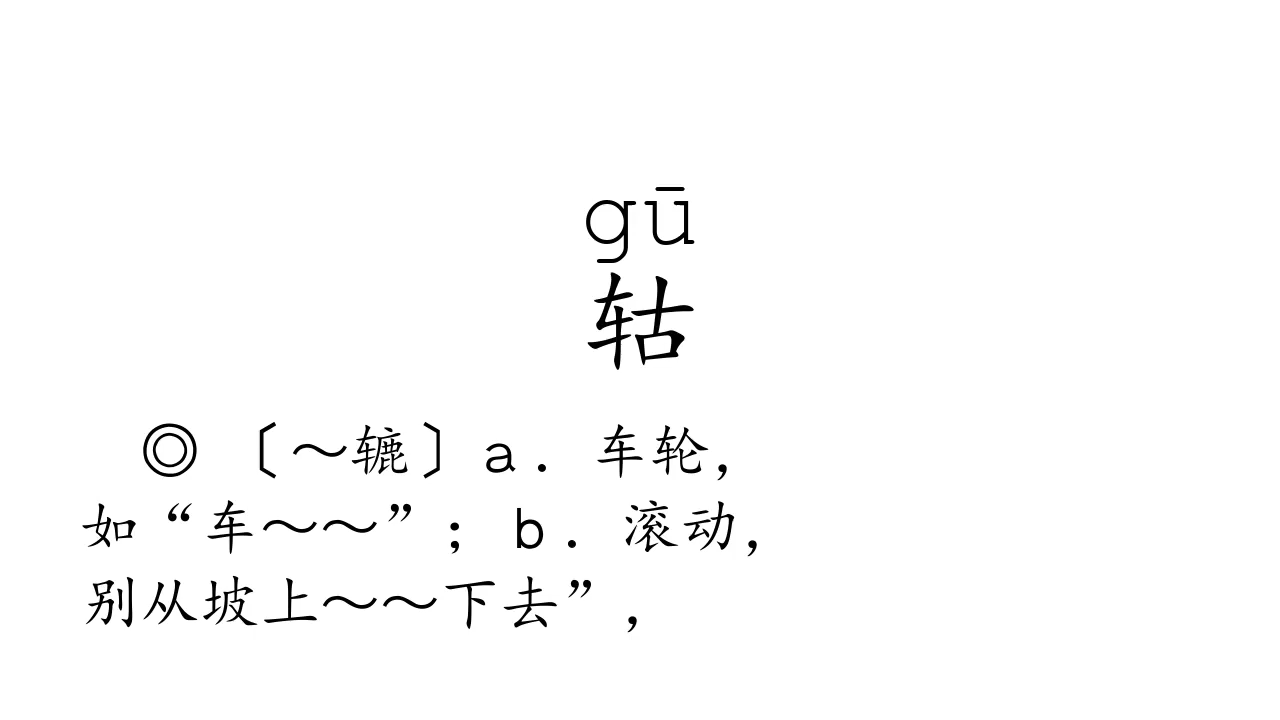 gū
轱
◎〔～辘〕ａ．车轮，
如“车～～”；ｂ．滚动，
别从坡上～～下去”，